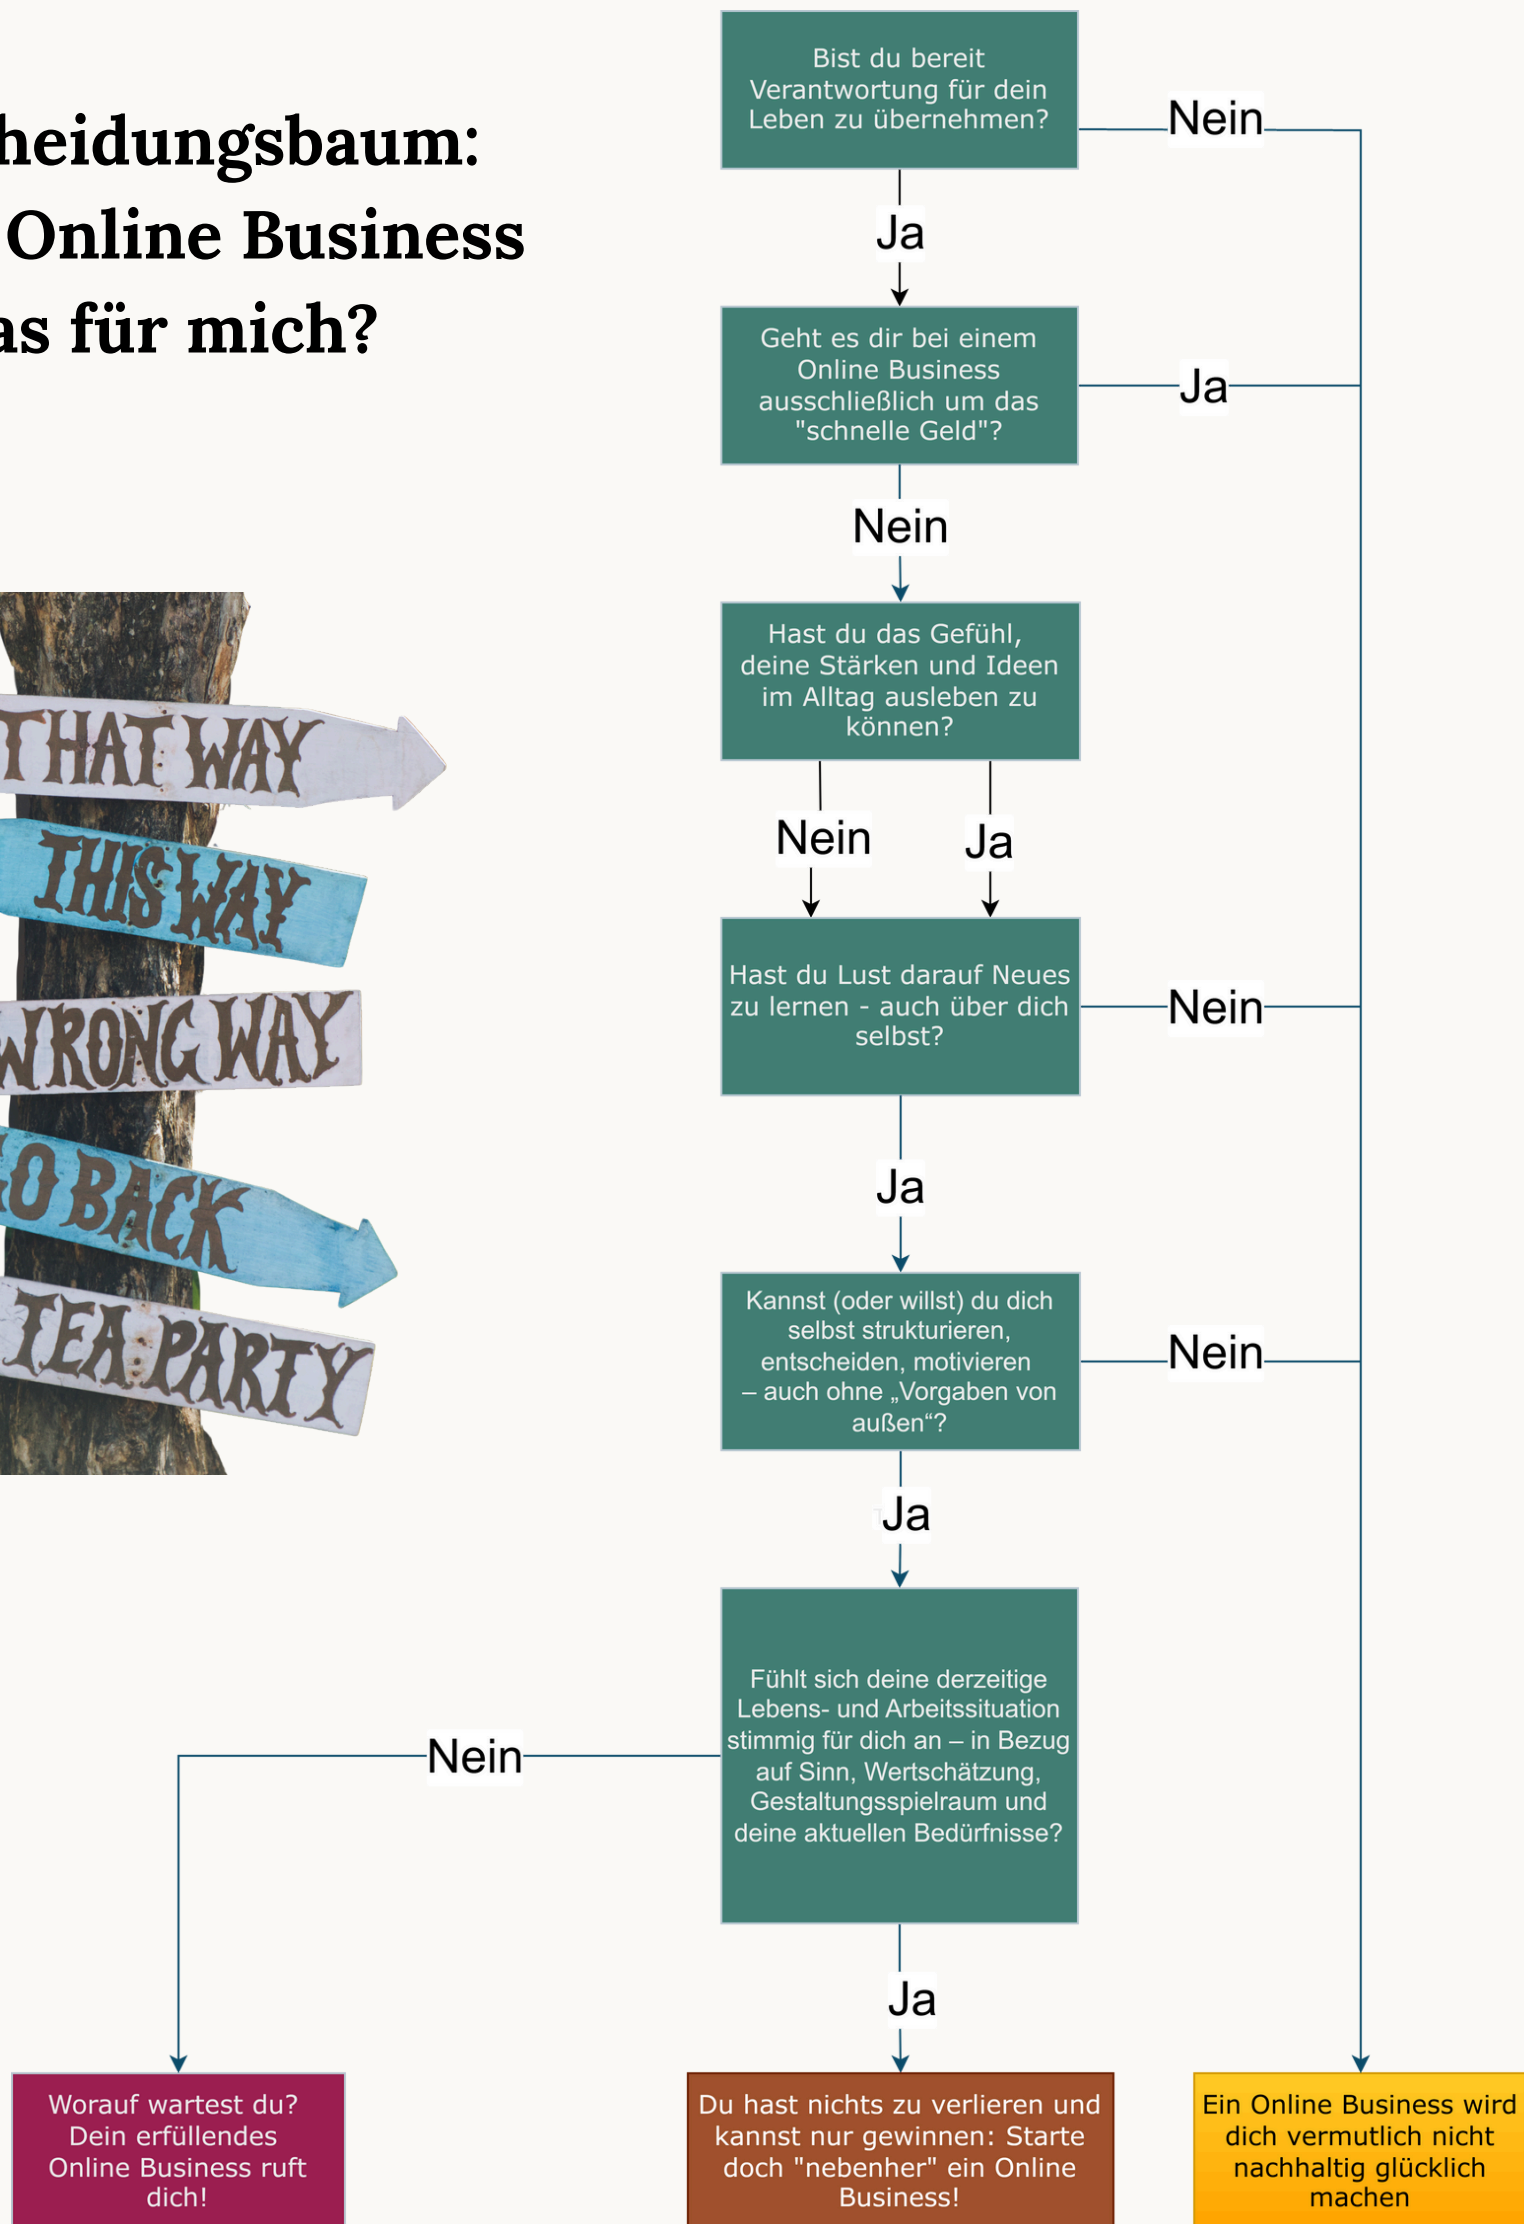 heidungsbaum:
Online Business
as für mich?
Bist du bereit
Verantwortung für dein
Leben zu übernehmen?
Nein
Ja
Geht es dir bei einem
Online Business
ausschließlich um das
"schnelle Geld"?
Ja
Nein
Hast du das Gefühl,
deine Stärken und Ideen
im Alltag ausleben zu
können?
Nein
Ja
Hast du Lust darauf Neues
zu lernen - auch über dich
selbst?
Nein
Ja
Kannst (oder willst) du dich
selbst strukturieren,
entscheiden, motivieren
– auch ohne „Vorgaben von
außen“?
Nein
Ja
Fühlt sich deine derzeitige
Lebens- und Arbeitssituation
stimmig für dich an – in Bezug
auf Sinn, Wertschätzung,
Gestaltungsspielraum und
deine aktuellen Bedürfnisse?
Nein
Ja
Worauf wartest du?
Dein erfüllendes
Online Business ruft
dich!
Du hast nichts zu verlieren und
kannst nur gewinnen: Starte
doch "nebenher" ein Online
Business!
Ein Online Business wird
dich vermutlich nicht
nachhaltig glücklich
machen
THAT WAY
THIS WAY
WRONG WAY
GO BACK
TEA PARTY